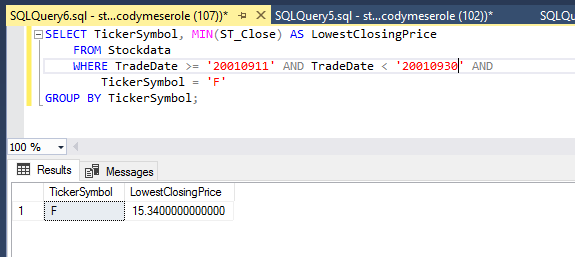 SQLQuery6.sql - st...codymeserole (107))*
SQLQuery5.sql - st...codymeserole (102))*
SQLQu
SELECT TickerSymbol, MIN(ST_Close) AS LowestClosingPrice
FROM Stockdata
WHERE TradeDate >= '20010911' AND TradeDate < '20010930' AND
TickerSymbol = 'F'
GROUP BY TickerSymbol;
100 %
Results
Messages
TickerSymbol LowestClosingPrice
1 F 15.3400000000000